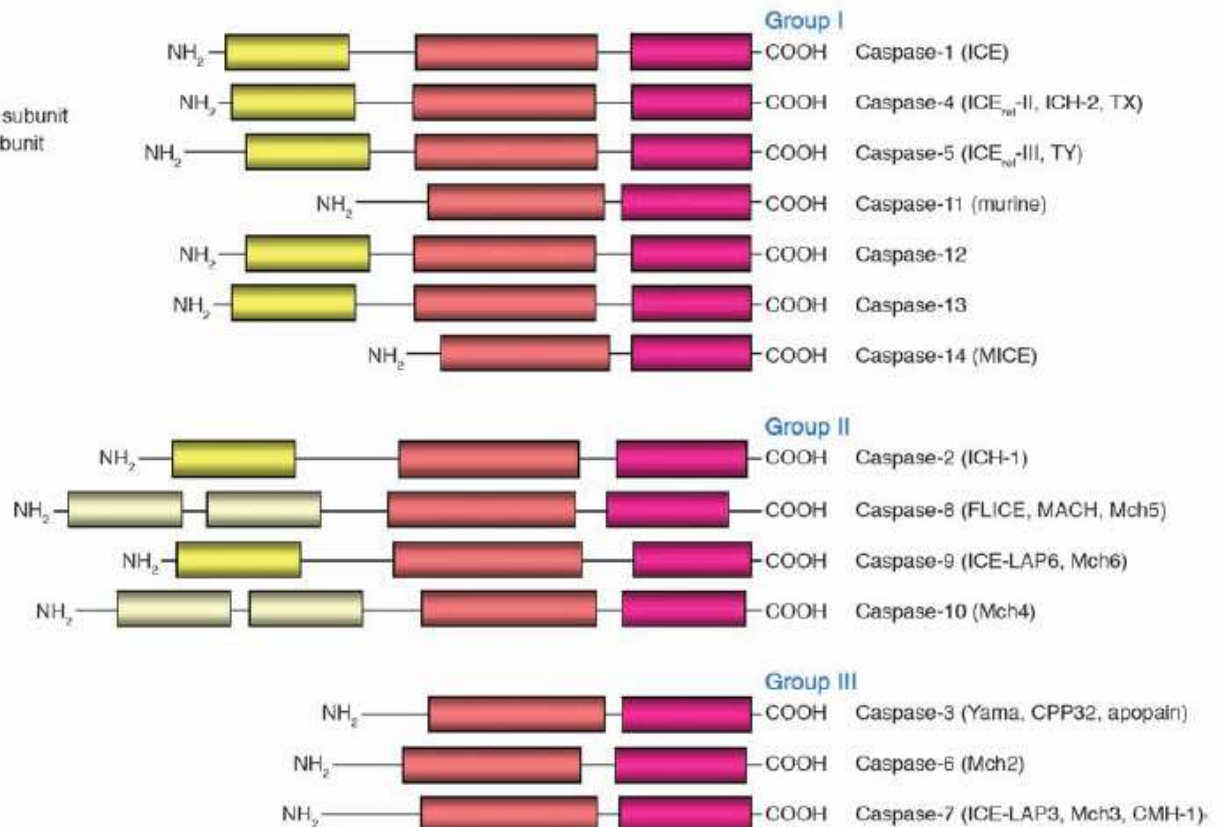 Group I
NH2 COOH Caspase-1 (ICE)
NH2 COOH Caspase-4 (ICErel-II, ICH-2, TX)
subunit
bunit
NH2 COOH Caspase-5 (ICErel-III, TY)
NH2 COOH Caspase-11 (murine)
NH2 COOH Caspase-12
NH2 COOH Caspase-13
NH2 COOH Caspase-14 (MICE)
Group II
NH2 COOH Caspase-2 (ICH-1)
NH2 COOH Caspase-8 (FLICE, MACH, Mch5)
NH2 COOH Caspase-9 (ICE-LAP6, Mch6)
NH2 COOH Caspase-10 (Mch4)
Group III
NH2 COOH Caspase-3 (Yama, CPP32, apopain)
NH2 COOH Caspase-6 (Mch2)
NH2 COOH Caspase-7 (ICE-LAP3, Mch3, CMH-1)